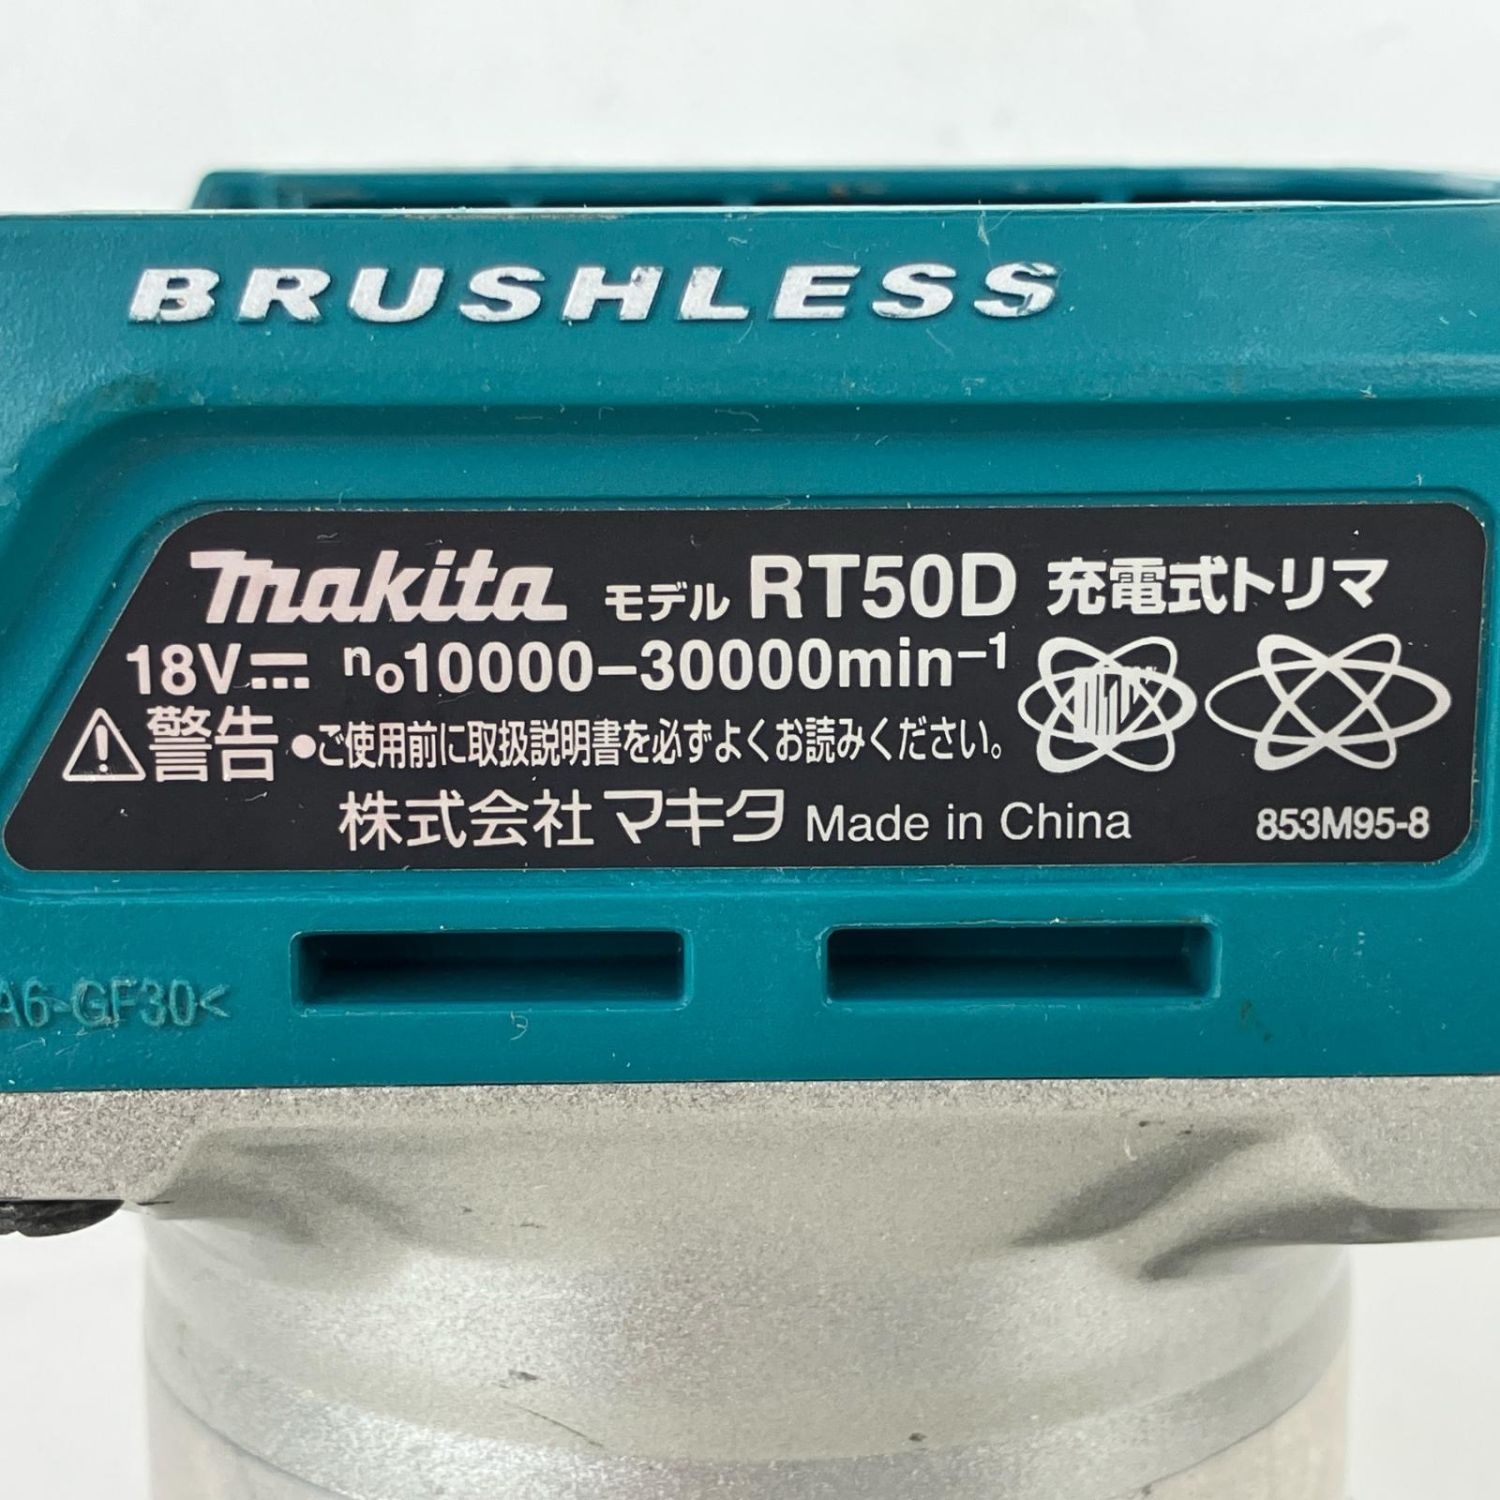 BRUSHLESS
makita モデル RT50D 充電式トリマ
18V⎓ n₀10000–30000min⁻¹
⚠警告 ●ご使用前に取扱説明書を必ずよくお読みください。
株式会社マキタ Made in China 853M95-8
A6-GF30<